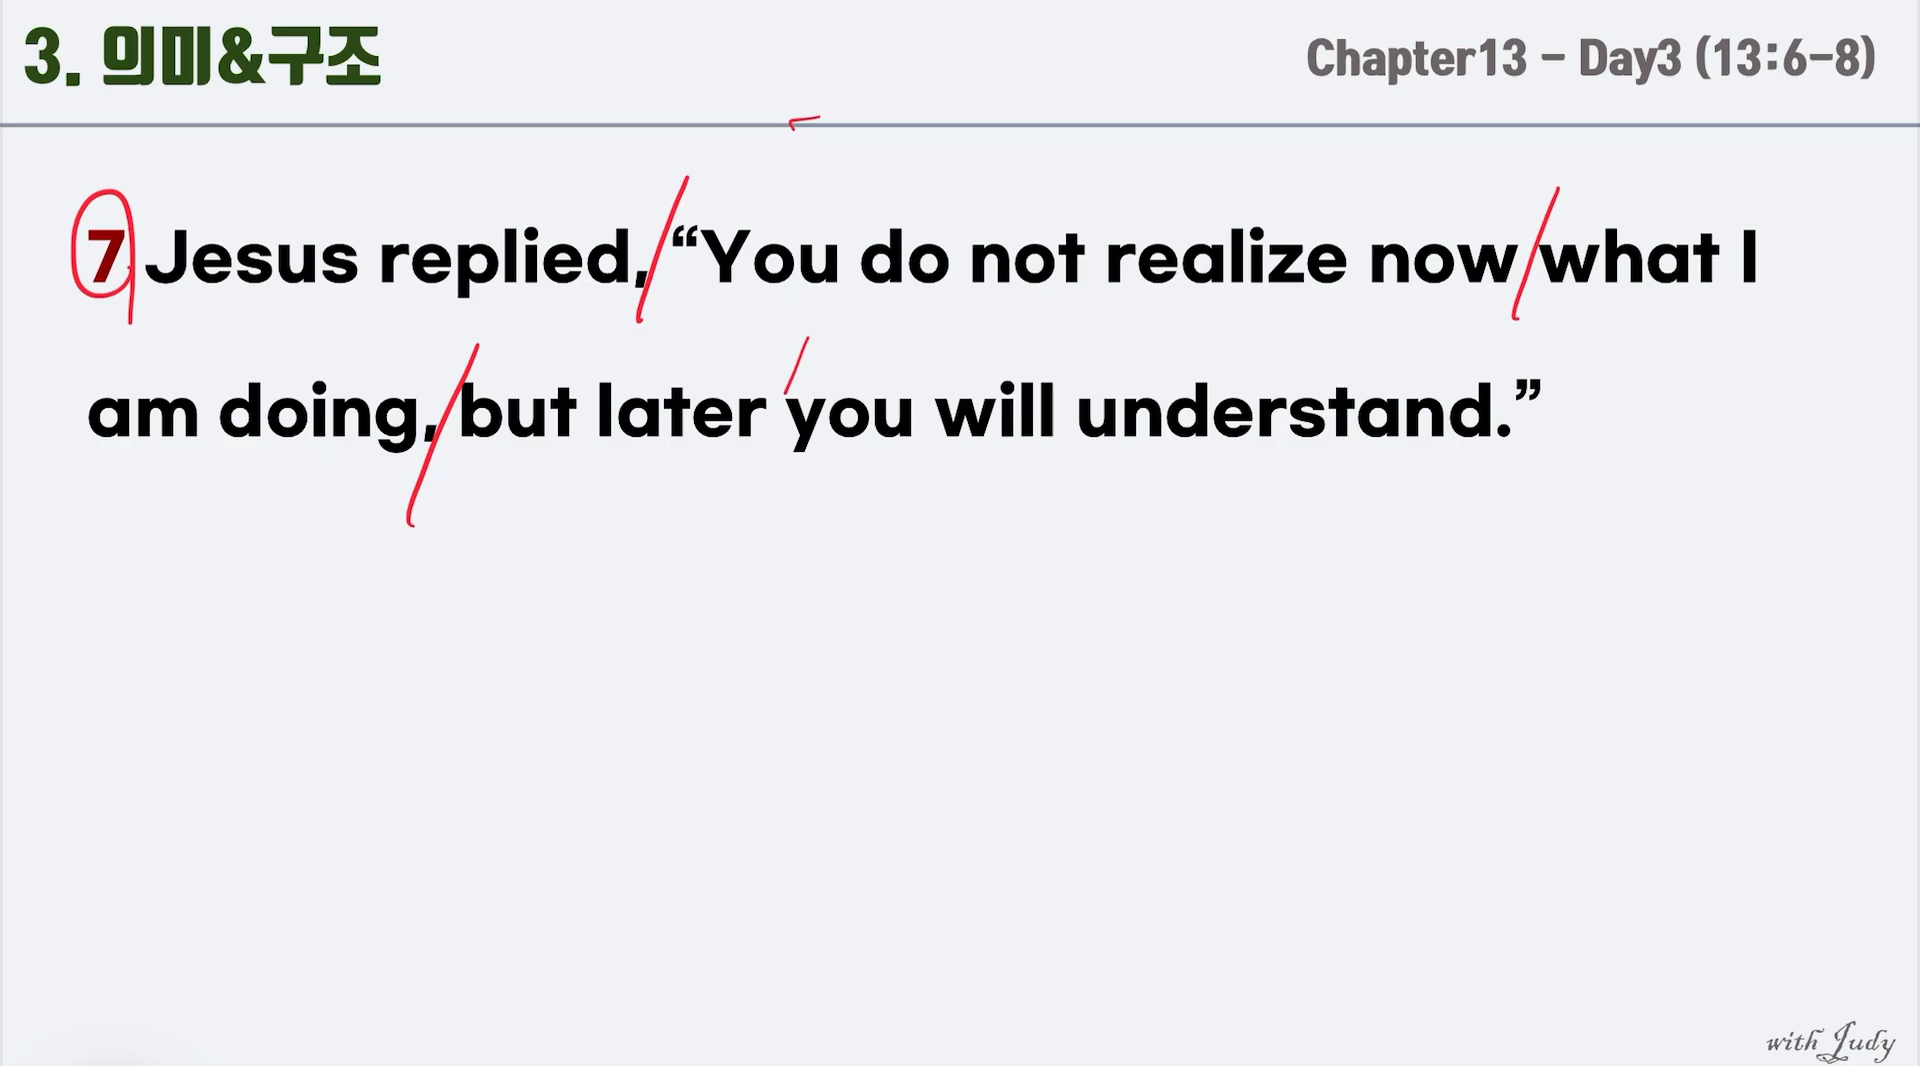 3. 의미&구조
Chapter13 – Day3 (13:6–8)
7 Jesus replied, “You do not realize now what I
am doing, but later you will understand.”
with Judy